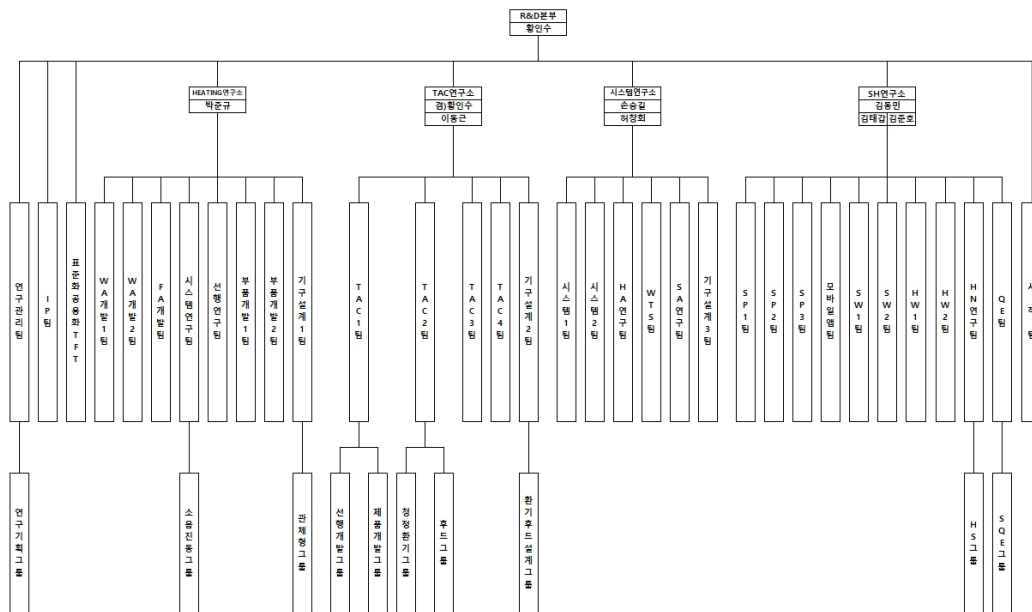 R&D본부
황인수
HEATING연구소
박준규
TAC연구소
겸)황인수
이동근
시스템연구소
손승길
허창회
SH연구소
김동민
김태갑 김준호
연구관리팀
IP팀
표준화공용화TFT
WA개발1팀
WA개발2팀
FA개발팀
시스템연구팀
선행연구팀
부품개발1팀
부품개발2팀
기구설계1팀
TAC1팀
TAC2팀
TAC3팀
TAC4팀
기구설계2팀
시스템1팀
시스템2팀
HA연구팀
WTS팀
SA연구팀
기구설계3팀
SP1팀
SP2팀
SP3팀
모바일앱팀
SW1팀
SW2팀
HW1팀
HW2팀
HN연구팀
QE팀
연구기획그룹
소음진동그룹
관체형그룹
선행개발그룹
제품개발그룹
청정환기그룹
후드그룹
환기후드설계그룹
HS그룹
SQE그룹